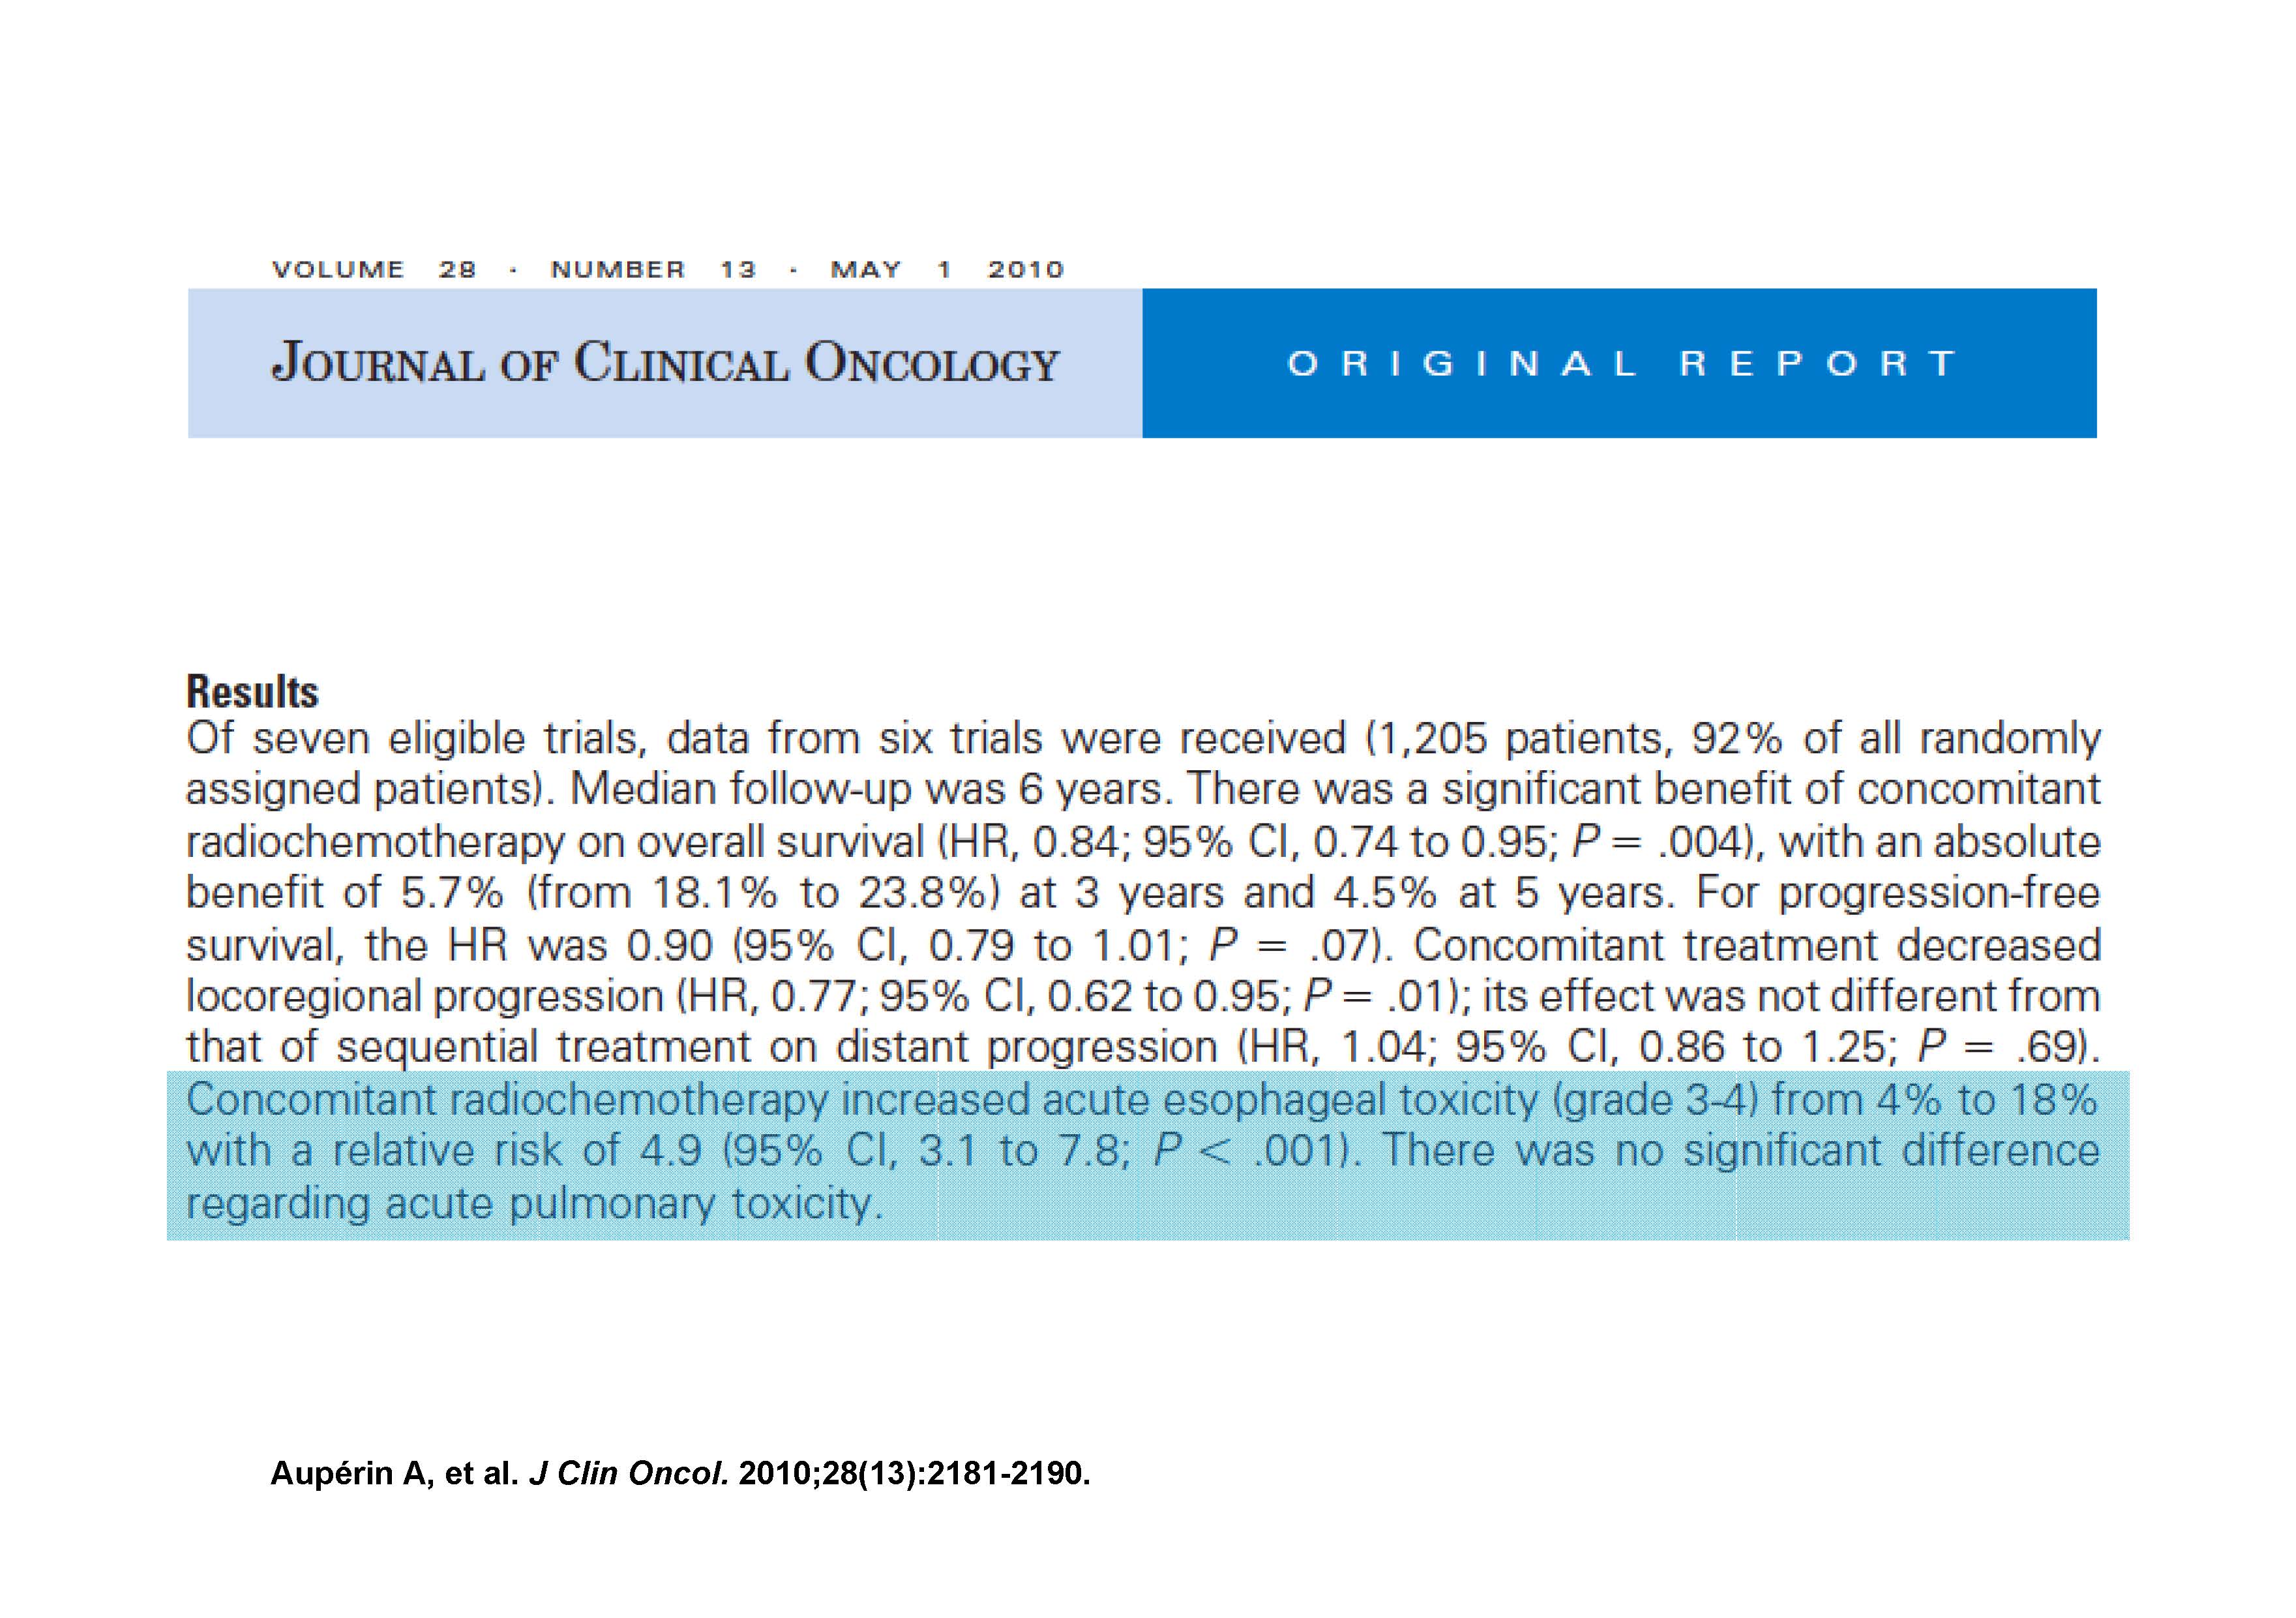 VOLUME 28 · NUMBER 13 · MAY 1 2010
JOURNAL OF CLINICAL ONCOLOGY
ORIGINAL REPORT
Results
Of seven eligible trials, data from six trials were received (1,205 patients, 92% of all randomly
assigned patients). Median follow-up was 6 years. There was a significant benefit of concomitant
radiochemotherapy on overall survival (HR, 0.84; 95% CI, 0.74 to 0.95; P = .004), with an absolute
benefit of 5.7% (from 18.1% to 23.8%) at 3 years and 4.5% at 5 years. For progression-free
survival, the HR was 0.90 (95% CI, 0.79 to 1.01; P = .07). Concomitant treatment decreased
locoregional progression (HR, 0.77; 95% CI, 0.62 to 0.95; P = .01); its effect was not different from
that of sequential treatment on distant progression (HR, 1.04; 95% CI, 0.86 to 1.25; P = .69).
Concomitant radiochemotherapy increased acute esophageal toxicity (grade 3-4) from 4% to 18%
with a relative risk of 4.9 (95% CI, 3.1 to 7.8; P < .001). There was no significant difference
regarding acute pulmonary toxicity.
Aupérin A, et al. J Clin Oncol. 2010;28(13):2181-2190.